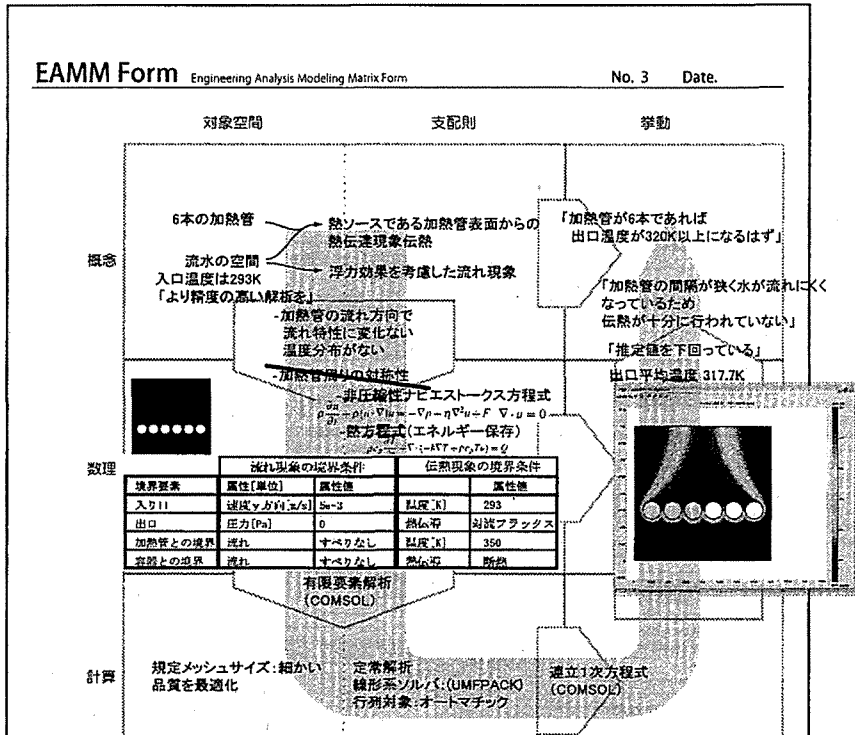 EAMM Form Engineering Analysis Modeling Matrix Form No. 3 Date.
対象空間 支配則 挙動
概念
6本の加熱管
流水の空間
入口温度は293K
「より精度の高い解析を」
熱ソースである加熱管表面からの
熱伝達現象伝熱
浮力効果を考慮した流れ現象
「加熱管が6本であれば
出口温度が320K以上になるはず」
「加熱管の間隔が狭く水が流れにくく
なっているため
伝熱が十分に行われていない」
「推定値を下回っている」
出口平均温度 317.7K
-加熱管の流れ方向で
流れ特性に変化ない
温度分布がない
-加熱管周りの対称性
数理
-非圧縮性ナビエストークス方程式
-熱方程式(エネルギー保存)
流れ現象の境界条件 伝熱現象の境界条件
境界要素 属性[単位] 属性値 属性値
入り口 速度y方向[m/s] 5e-3 温度[K] 293
出口 圧力[Pa] 0 熱伝導 対流フラックス
加熱管との境界 流れ すべりなし 温度[K] 350
容器との境界 流れ すべりなし 熱伝導 断熱
有限要素解析
(COMSOL)
計算
規定メッシュサイズ:細かい
品質を最適化
定常解析
線形系ソルバ:(UMFPACK)
行列対象:オートマチック
連立1次方程式
(COMSOL)